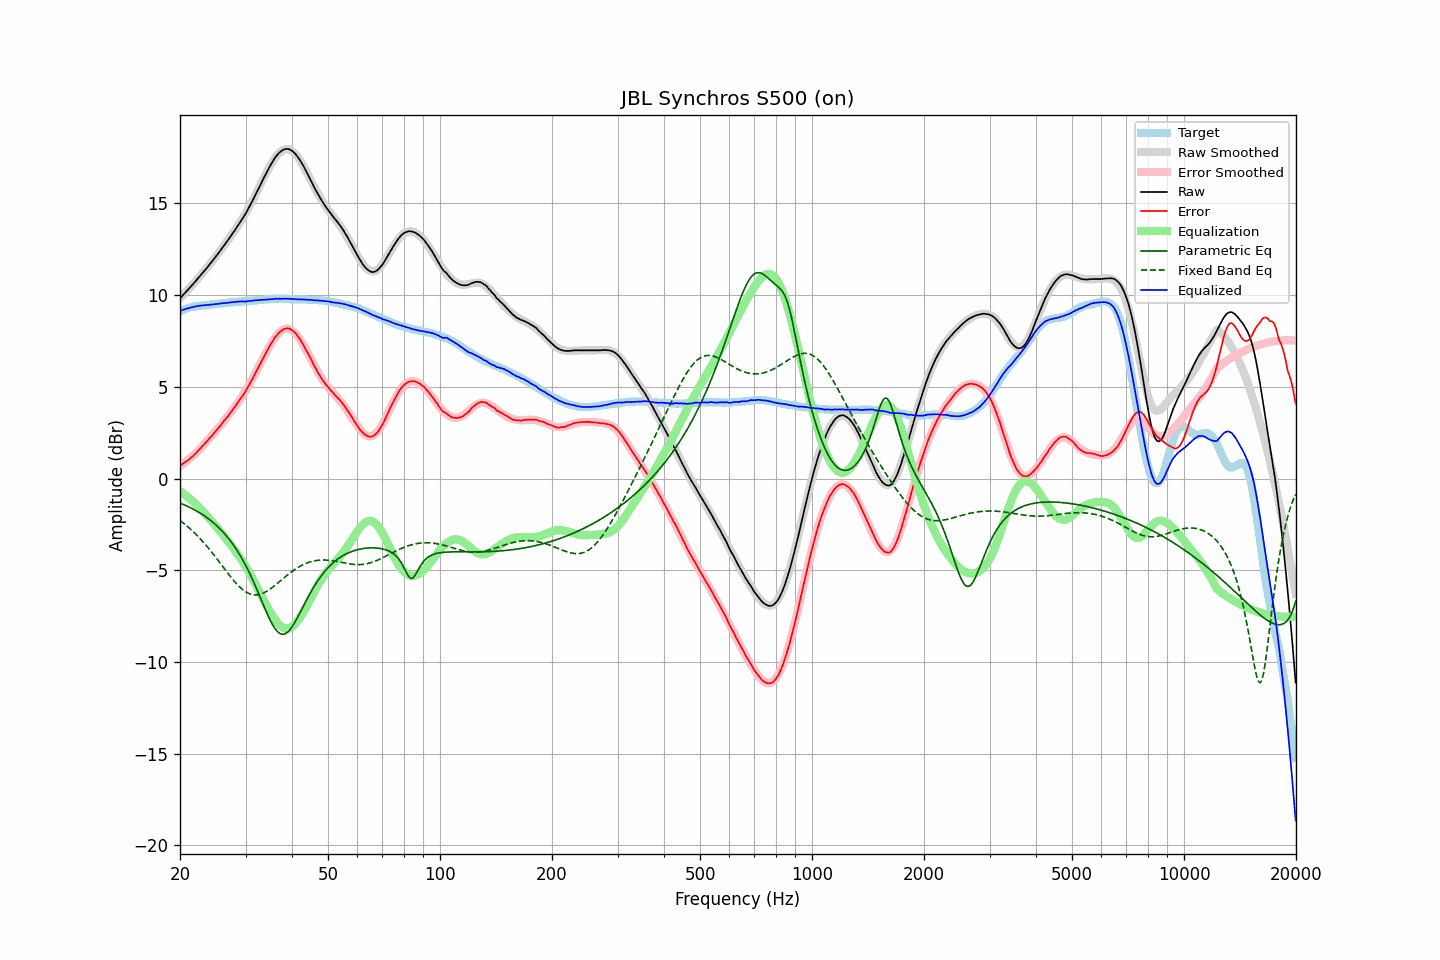 JBL Synchros S500 (on)
Target
Raw Smoothed
Error Smoothed
Raw
Error
Equalization
Parametric Eq
Fixed Band Eq
Equalized
Amplitude (dBr)
15
10
5
0
−5
−10
−15
−20
20 50 100 200 500 1000 2000 5000 10000 20000
Frequency (Hz)